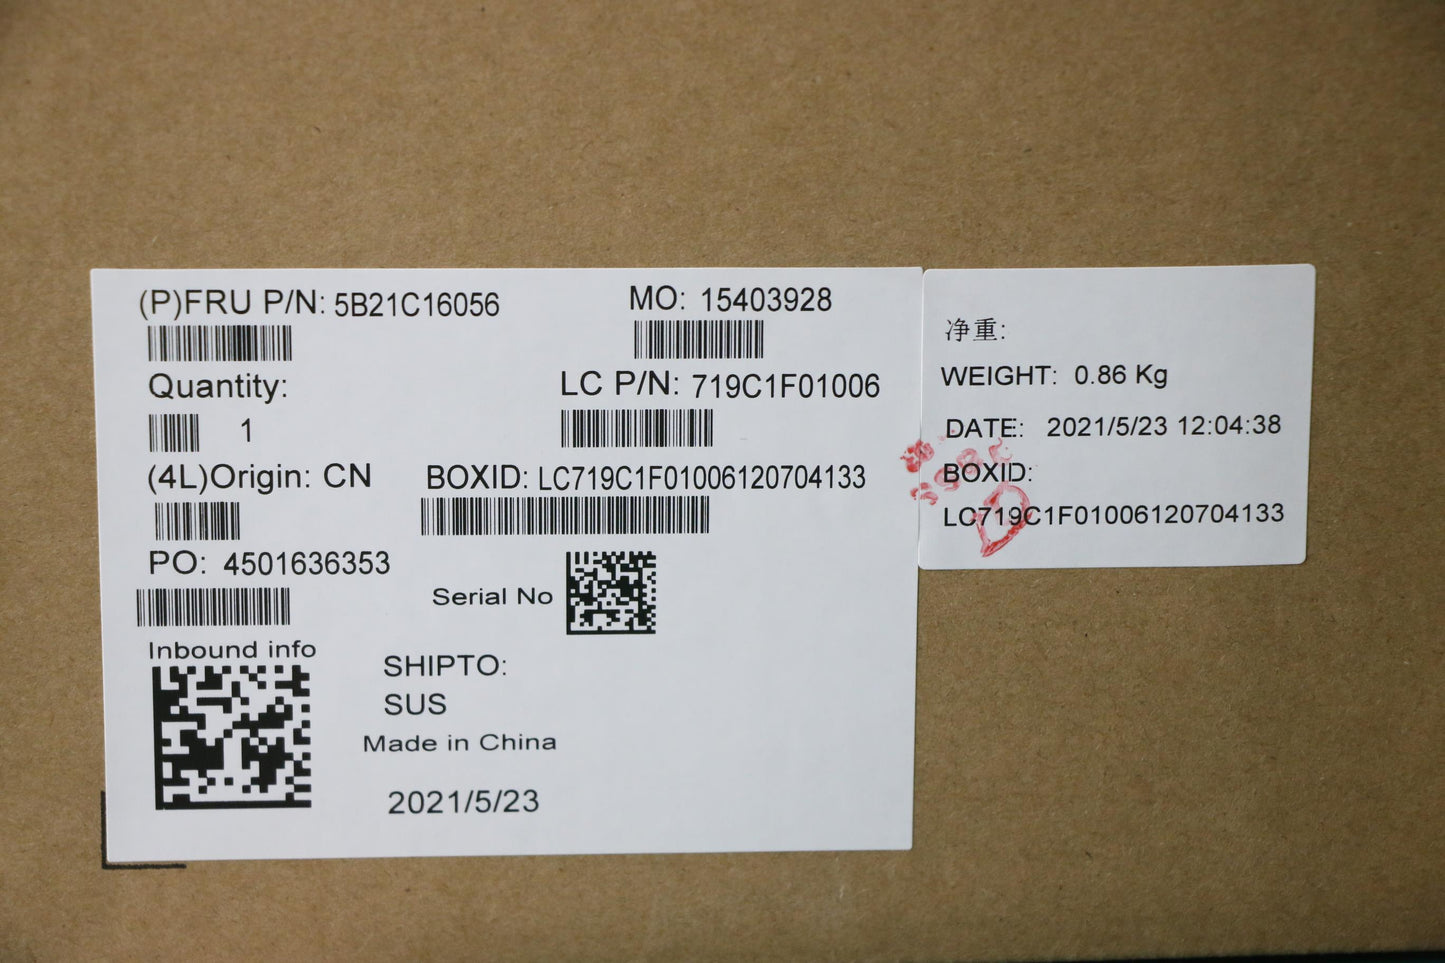 (P)FRU P/N: 5B21C16056
MO: 15403928
Quantity:
1
LC P/N: 719C1F01006
(4L)Origin: CN
BOXID: LC719C1F01006120704133
PO: 4501636353
Serial No
Inbound info
SHIPTO:
SUS
Made in China
2021/5/23
净重:
WEIGHT: 0.86 Kg
DATE: 2021/5/23 12:04:38
BOXID:
LC719C1F01006120704133